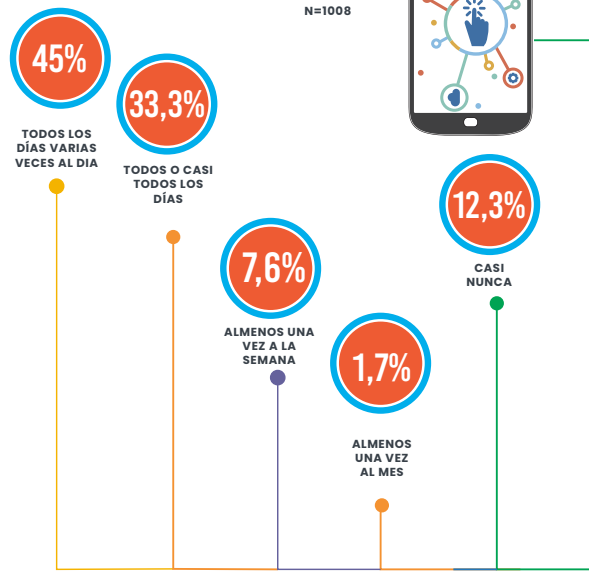 N=1008
45%
TODOS LOS
DÍAS VARIAS
VECES AL DIA
33,3%
TODOS O CASI
TODOS LOS
DÍAS
7,6%
ALMENOS UNA
VEZ A LA
SEMANA
1,7%
ALMENOS
UNA VEZ
AL MES
12,3%
CASI
NUNCA